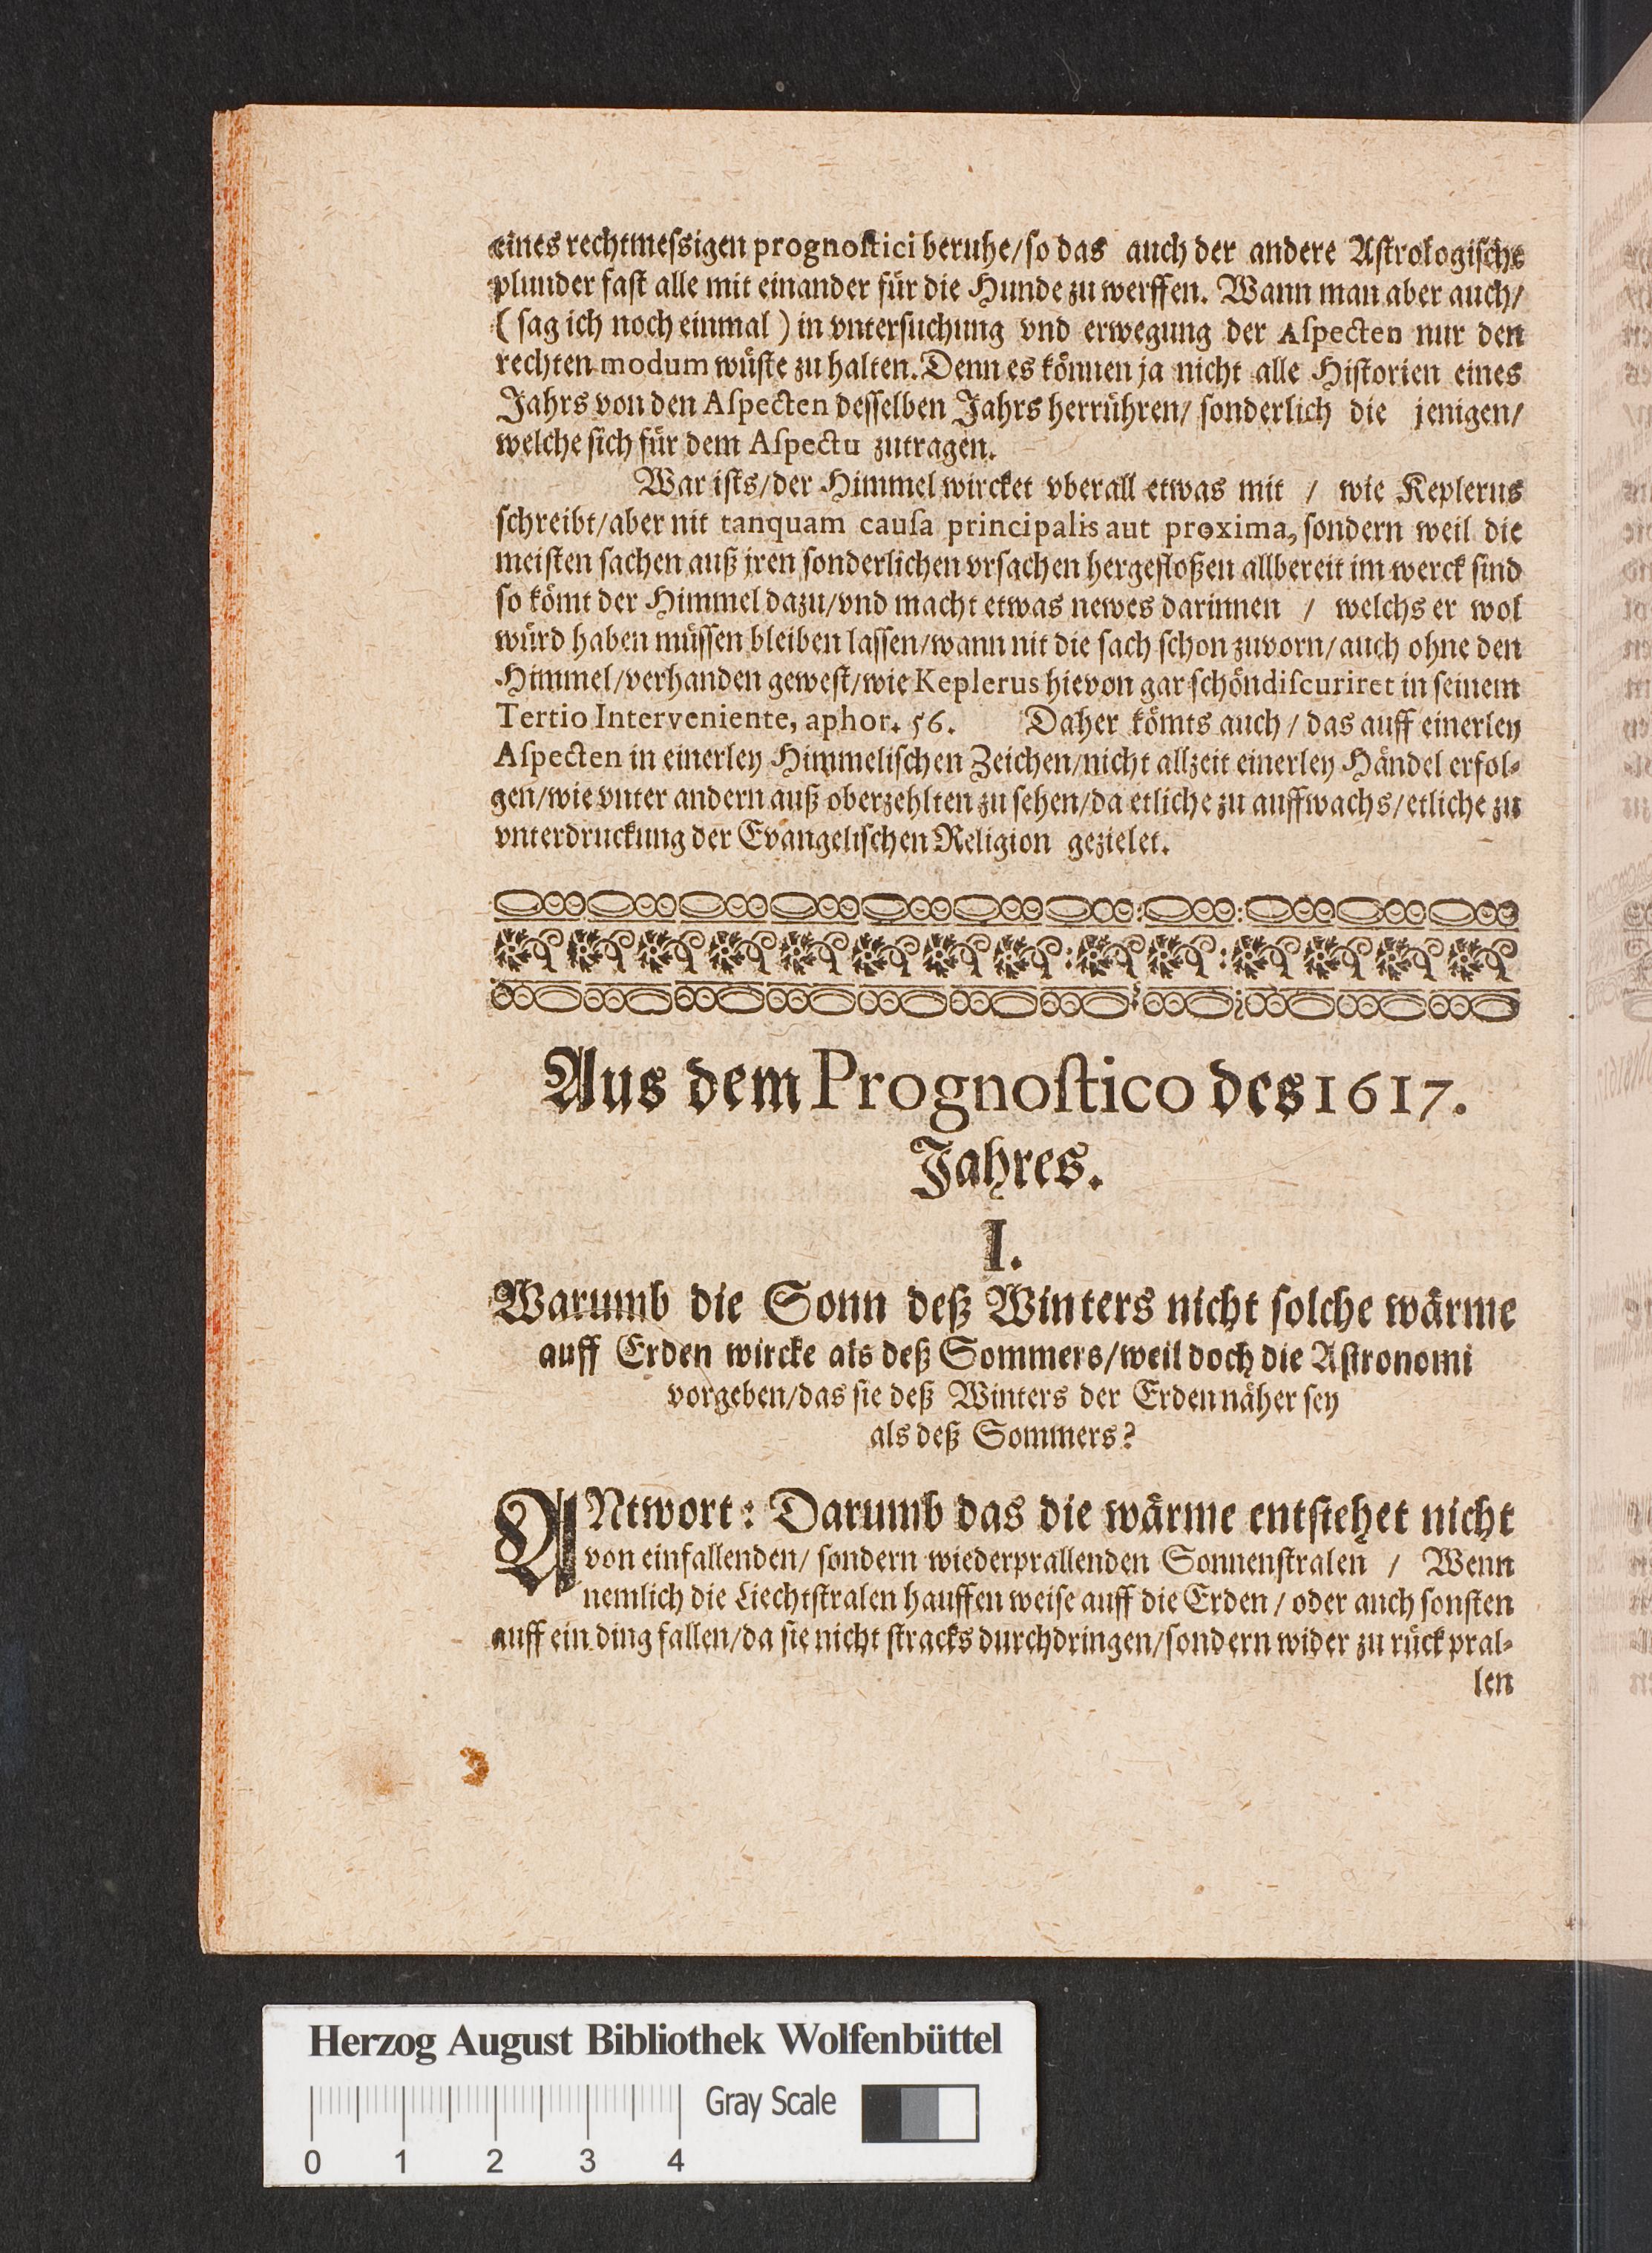 eines rechtmessigen prognostici beruhe/so das auch der andere Astrologische
plunder fast alle mit einander für die Hunde zu werffen. Wann man aber auch/
(sag ich noch einmal) in vntersuchung vnd erwegung der Aſpecten nur den
rechten modum wüste zu halten. Denn es können ja nicht alle Historien eines
Jahrs von den Aſpecten desselben Jahrs herrühren/ sonderlich die jenigen/
welche sich für dem Aſpectu zutragen.
War ists/der Himmel wircket vberall etwas mit / wie Keplerus
schreibt/aber nit tanquam cauſa principalis aut proxima, sondern weil die
meisten sachen auß jren sonderlichen vrsachen hergefloßen allbereit im werck sind
so kömt der Himmel dazu/vnd macht etwas newes darinnen / welchs er wol
würd haben müssen bleiben lassen/wann nit die sach schon zuvorn/auch ohne den
Himmel/verhanden gewest/wie Keplerus hievon gar schön diſcuriret in seinem
Tertio Interveniente, aphor. 56. Daher kömts auch / das auff einerley
Aſpecten in einerley Himmelischen Zeichen/nicht allzeit einerley Händel erfol-
gen/wie vnter andern auß oberzehlten zu sehen/da etliche zu auffwachs/etliche zu
vnterdruckung der Evangelischen Religion gezielet.
Aus dem Prognoſtico des 1617.
Jahres.
I.
Warumb die Sonn deß Winters nicht solche wärme
auff Erden wircke als deß Sommers/weil doch die Astronomi
vorgeben/das sie deß Winters der Erden näher sey
als deß Sommers?
ANtwort: Darumb das die wärme entstehet nicht
von einfallenden/ sondern wiederprallenden Sonnenstralen / Wenn
nemlich die Liechtstralen hauffen weise auff die Erden / oder auch sonsten
auff ein ding fallen/da sie nicht stracks durchdringen/sondern wider zu rück pral-
len
Herzog August Bibliothek Wolfenbüttel
Gray Scale
0 1 2 3 4